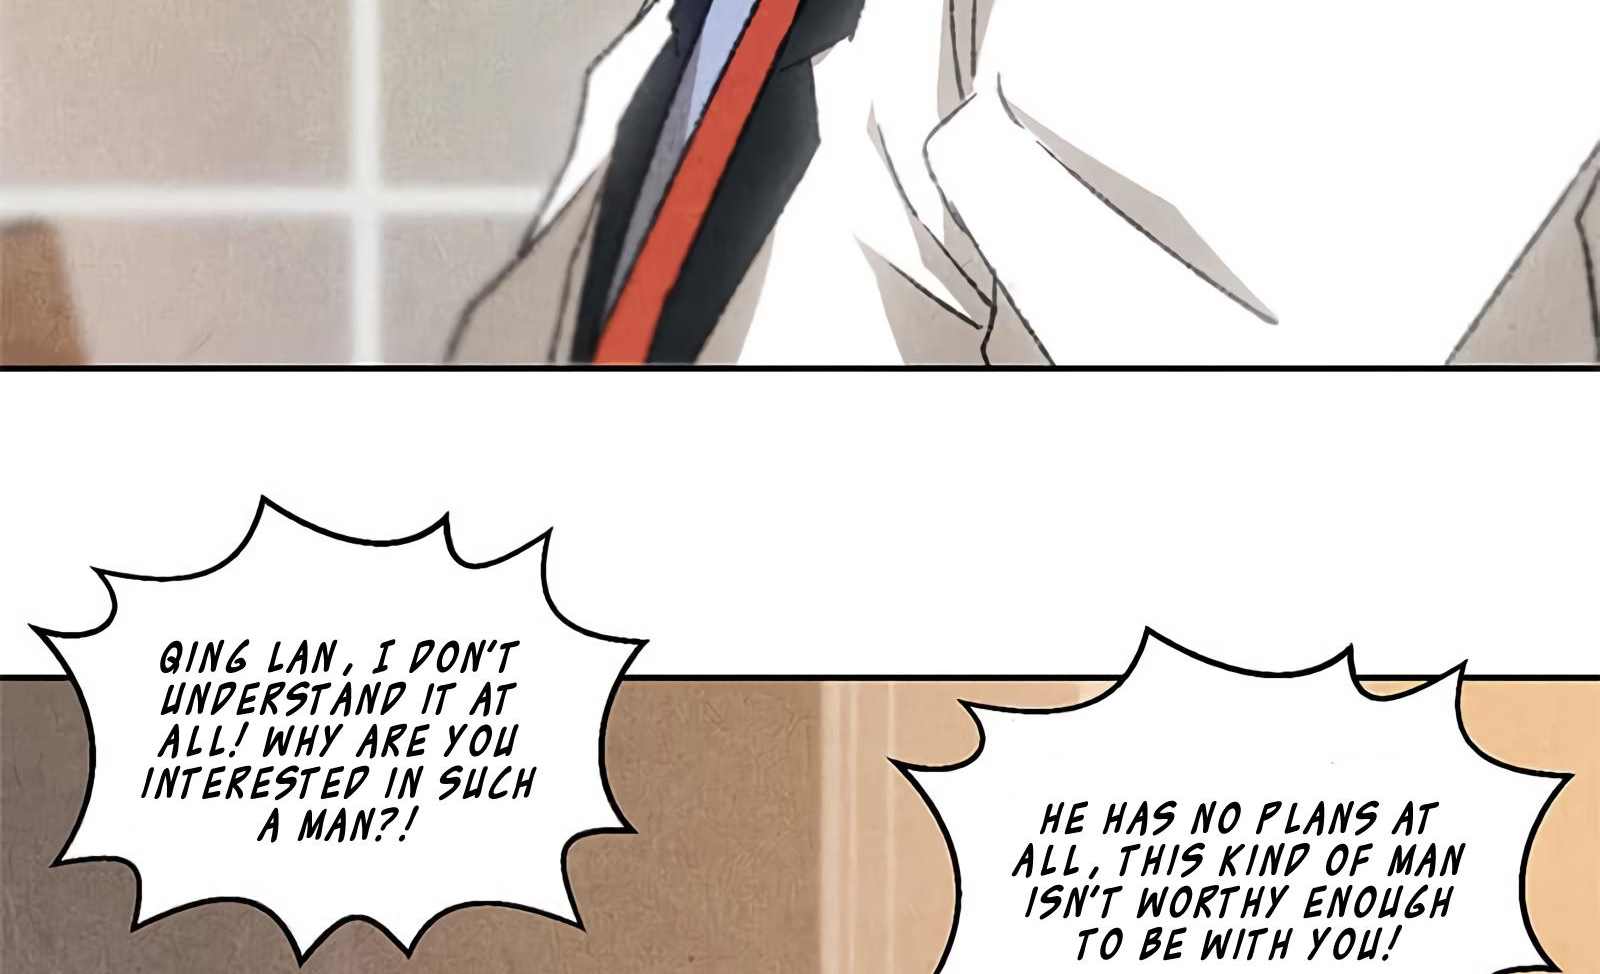 QING LAN, I DON'T
UNDERSTAND IT AT
ALL! WHY ARE YOU
INTERESTED IN SUCH
A MAN?!
HE HAS NO PLANS AT
ALL, THIS KIND OF MAN
ISN'T WORTHY ENOUGH
TO BE WITH YOU!